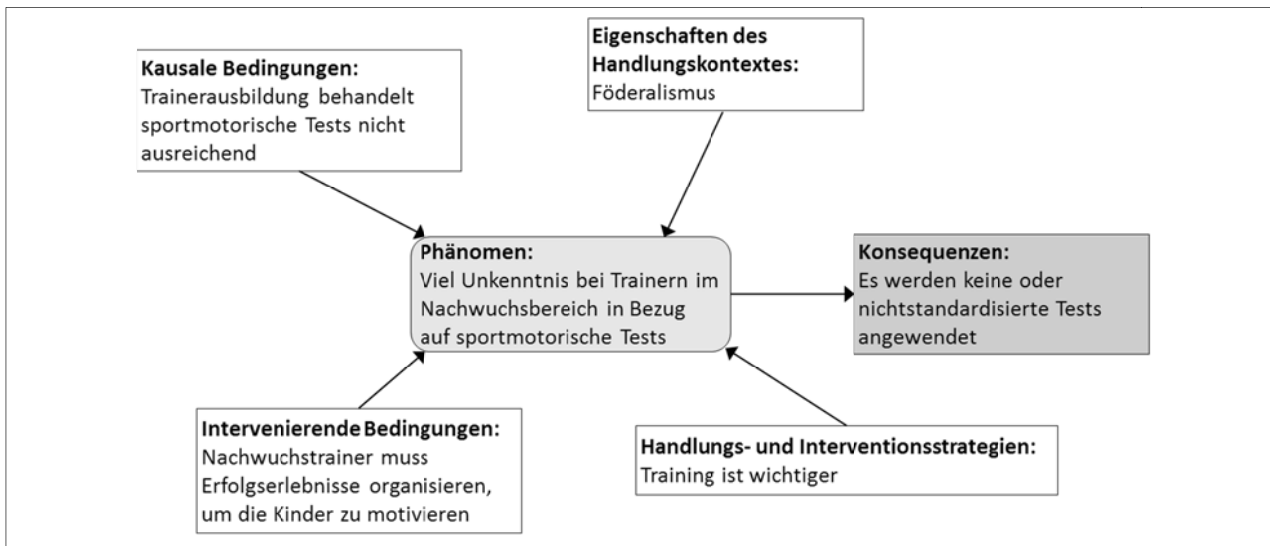 Kausale Bedingungen:
Trainerausbildung behandelt
sportmotorische Tests nicht
ausreichend
Eigenschaften des
Handlungskontextes:
Föderalismus
Phänomen:
Viel Unkenntnis bei Trainern im
Nachwuchsbereich in Bezug
auf sportmotorische Tests
Konsequenzen:
Es werden keine oder
nichtstandardisierte Tests
angewendet
Intervenierende Bedingungen:
Nachwuchstrainer muss
Erfolgserlebnisse organisieren,
um die Kinder zu motivieren
Handlungs- und Interventionsstrategien:
Training ist wichtiger